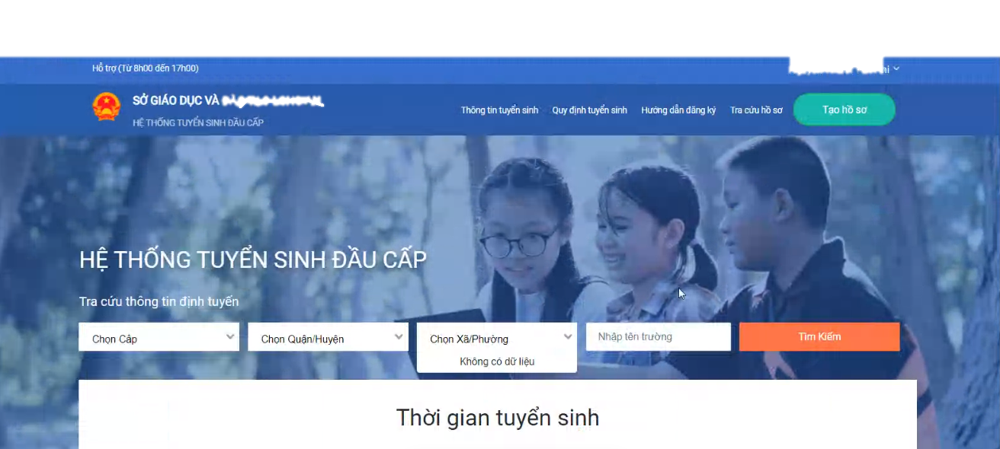 Hỗ trợ (Từ 8h00 đến 17h00)
SỞ GIÁO DỤC VÀ
HỆ THỐNG TUYỂN SINH ĐẦU CẤP
Thông tin tuyển sinh Quy định tuyển sinh Hướng dẫn đăng ký Tra cứu hồ sơ Tạo hồ sơ
HỆ THỐNG TUYỂN SINH ĐẦU CẤP
Tra cứu thông tin định tuyến
Chọn Cấp Chọn Quận/Huyện Chọn Xã/Phường Nhập tên trường Tìm Kiếm
Không có dữ liệu
Thời gian tuyển sinh